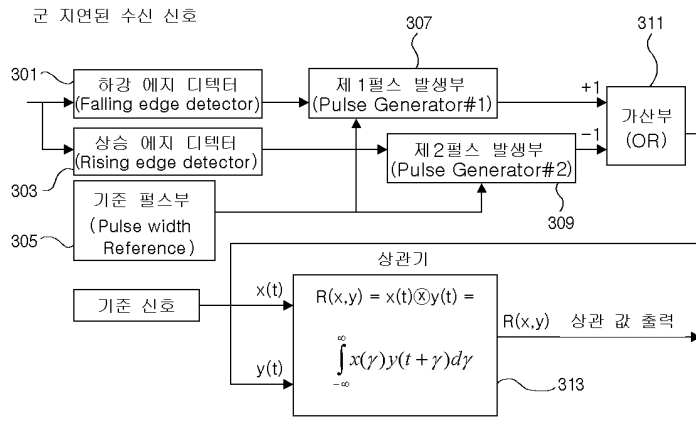 군 지연된 수신 신호
307
311
301
하강 에지 디텍터
(Falling edge detector)
제 1펄스 발생부
(Pulse Generator#1)
+1
가산부
(OR)
상승 에지 디텍터
(Rising edge detector)
제2펄스 발생부
(Pulse Generator#2)
−1
303
기준 펄스부
(Pulse width
Reference)
305
309
상관기
기준 신호
x(t)
R(x,y) = x(t)ⓧy(t) =
R(x,y) 상관 값 출력
y(t)
∫_{-∞}^{∞} x(γ)y(t+γ)dγ
313